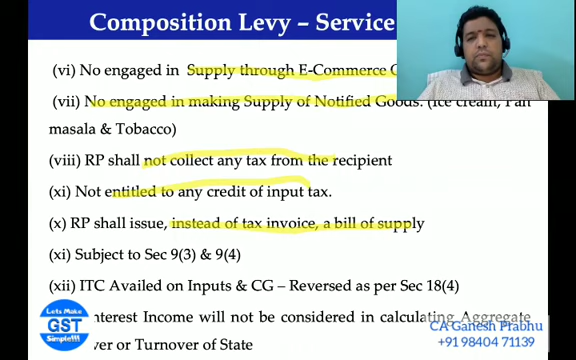 Composition Levy – Service
(vi) No engaged in Supply through E-Commerce
(vii) No engaged in making Supply of Notified Goods. (Ice cream, Pan
masala & Tobacco)
(viii) RP shall not collect any tax from the recipient
(xi) Not entitled to any credit of input tax.
(x) RP shall issue, instead of tax invoice, a bill of supply
(xi) Subject to Sec 9(3) & 9(4)
(xii) ITC Availed on Inputs & CG – Reversed as per Sec 18(4)
Interest Income will not be considered in calculating Aggregate
over or Turnover of State
Lets Make
GST
Simple!!!
CA Ganesh Prabhu
+91 98404 71139